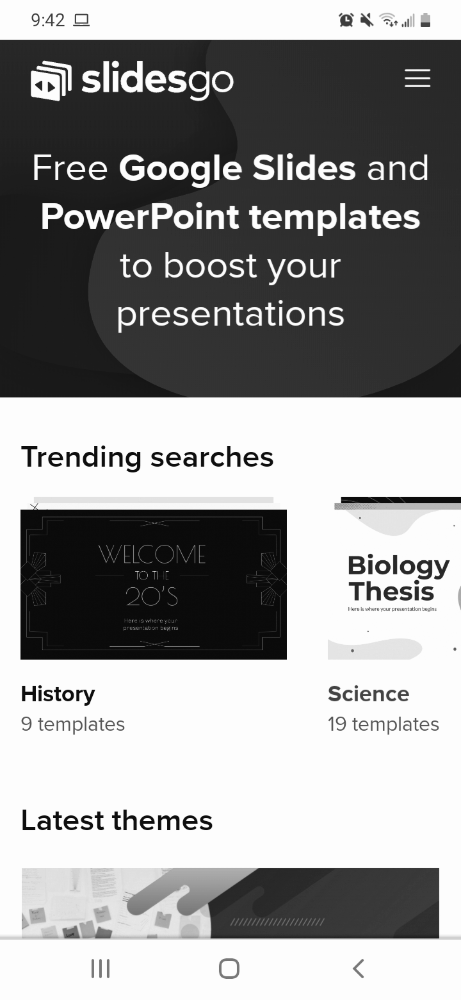 9:42
slidesgo
Free Google Slides and
PowerPoint templates
to boost your
presentations
Trending searches
WELCOME
TO THE
20'S
Here is where your
presentation begins
Biology
Thesis
Here is where your presentation begins
History
9 templates
Science
19 templates
Latest themes